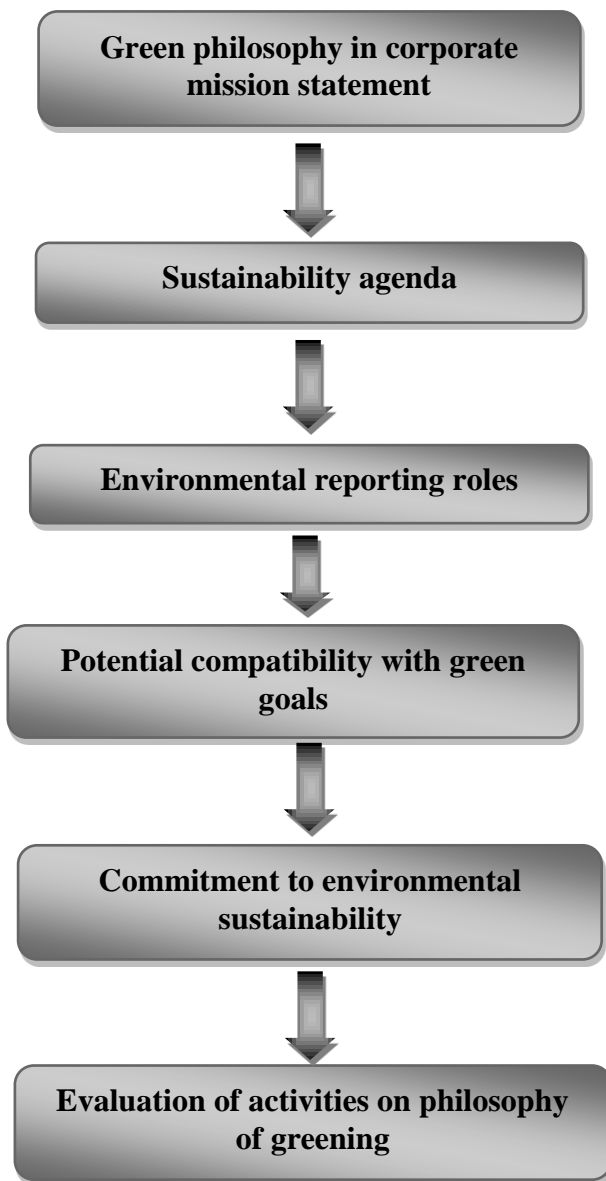 Green philosophy in corporate
mission statement
Sustainability agenda
Environmental reporting roles
Potential compatibility with green
goals
Commitment to environmental
sustainability
Evaluation of activities on philosophy
of greening